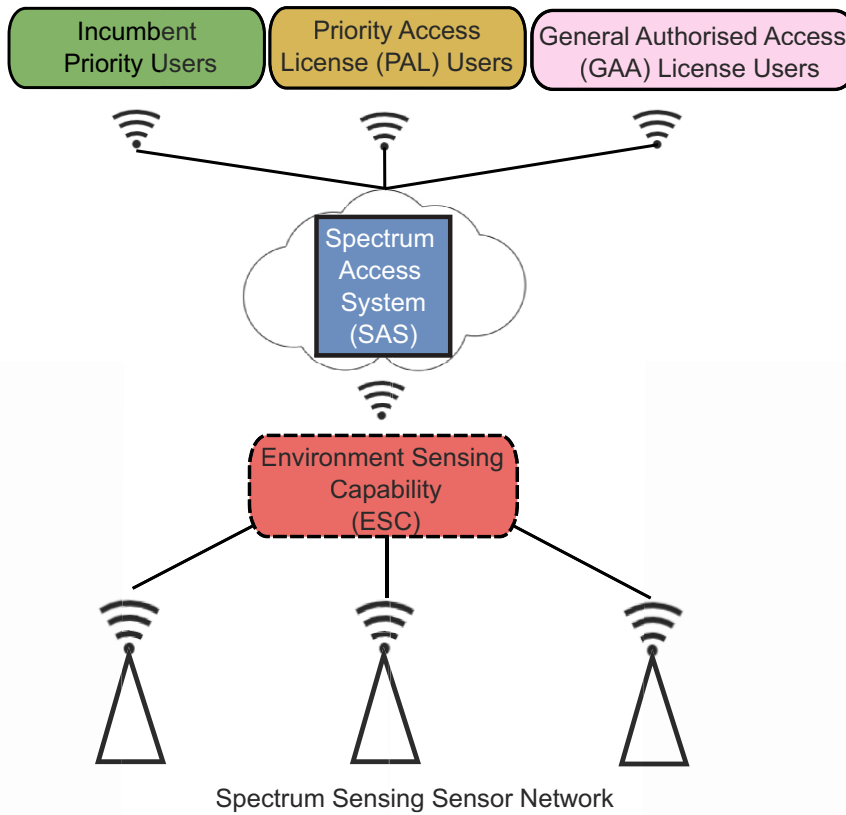 Incumbent
Priority Users
Priority Access
License (PAL) Users
General Authorised Access
(GAA) License Users
Spectrum
Access
System
(SAS)
Environment Sensing
Capability
(ESC)
Spectrum Sensing Sensor Network